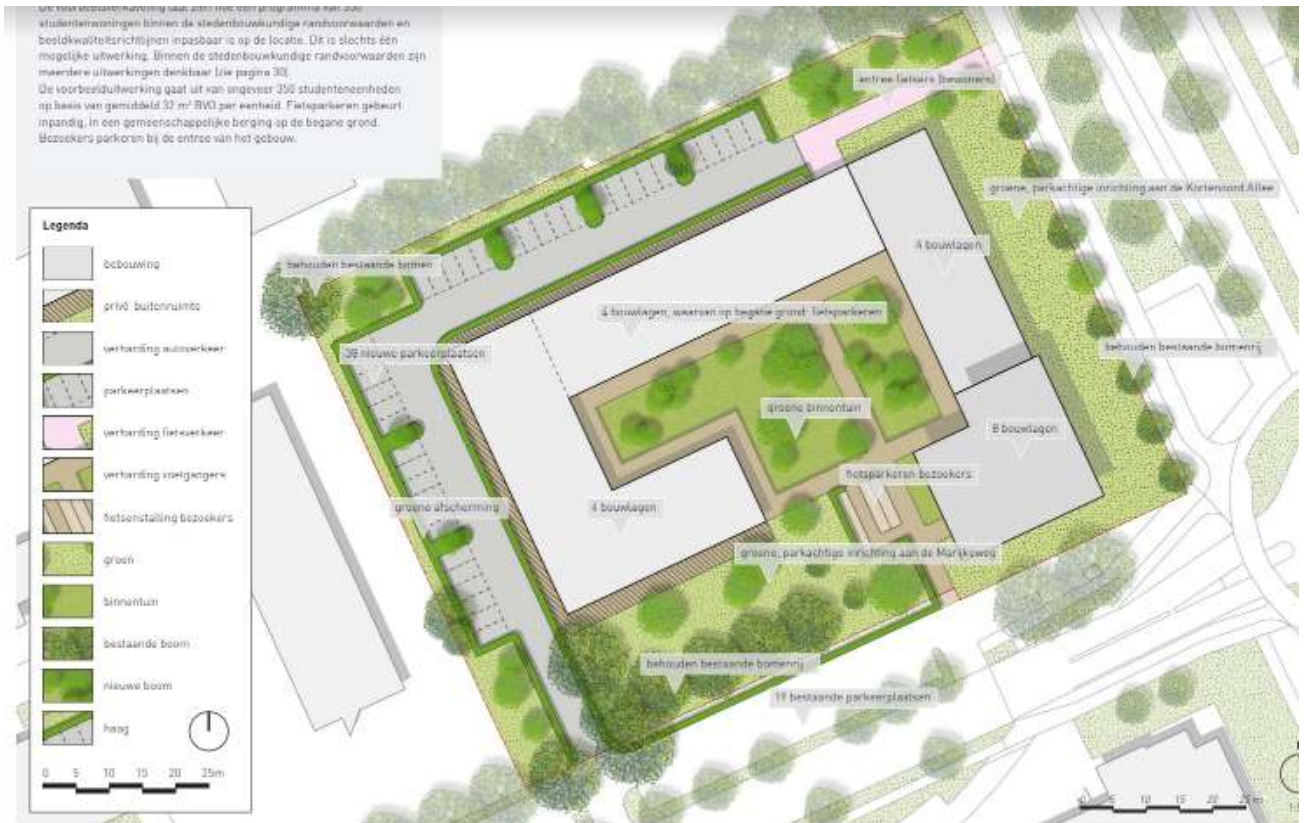 De voorbeeldverkaveling laat zien hoe een programma van 350
studentenwoningen binnen de stedenbouwkundige randvoorwaarden en
beeldkwaliteitsrichtlijnen inpasbaar is op de locatie. Dit is slechts één
mogelijke uitwerking. Binnen de stedenbouwkundige randvoorwaarden zijn
meerdere uitwerkingen denkbaar (zie pagina 30).
De voorbeelduitwerking gaat uit van ongeveer 350 studenteneenheden
op basis van gemiddeld 32 m² BVO per eenheid. Fietsparkeren gebeurt
inpandig, in een gemeenschappelijke berging op de begane grond.
Bezoekers parkeren bij de entree van het gebouw.
entree fietsers (bewoners)
groene, parkachtige inrichting aan de Kortenoord Allee
4 bouwlagen
behouden bestaande bomen
4 bouwlagen, waarvan op begane grond: fietsparkeren
38 nieuwe parkeerplaatsen
behouden bestaande bomenrij
groene binnentuin
8 bouwlagen
fietsparkeren bezoekers
groene afscherming
4 bouwlagen
groene, parkachtige inrichting aan de Marijkeweg
behouden bestaande bomenrij
19 bestaande parkeerplaatsen
Legenda
bebouwing
privé-buitenruimte
verharding autoverkeer
parkeerplaatsen
verharding fietsverkeer
verharding voetgangers
fietsenstalling bezoekers
groen
binnentuin
bestaande boom
nieuwe boom
haag
0 5 10 15 20 25m
0 5 10 15 20 25 m